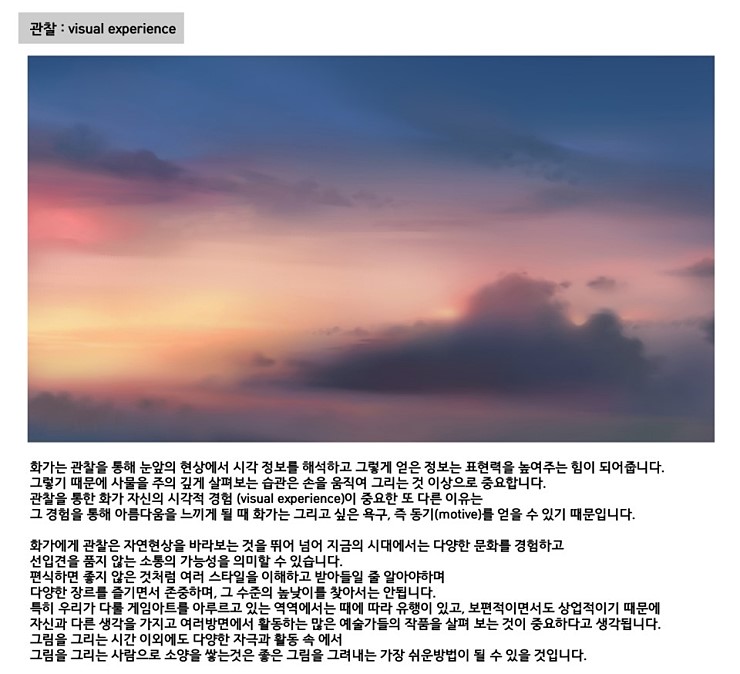 관찰 : visual experience
화가는 관찰을 통해 눈앞의 현상에서 시각 정보를 해석하고 그렇게 얻은 정보는 표현력을 높여주는 힘이 되어줍니다.
그렇기 때문에 사물을 주의 깊게 살펴보는 습관은 손을 움직여 그리는 것 이상으로 중요합니다.
관찰을 통한 화가 자신의 시각적 경험 (visual experience)이 중요한 또 다른 이유는
그 경험을 통해 아름다움을 느끼게 될 때 화가는 그리고 싶은 욕구, 즉 동기(motive)를 얻을 수 있기 때문입니다.
화가에게 관찰은 자연현상을 바라보는 것을 뛰어 넘어 지금의 시대에서는 다양한 문화를 경험하고
선입견을 품지 않는 소통의 가능성을 의미할 수 있습니다.
편식하면 좋지 않은 것처럼 여러 스타일을 이해하고 받아들일 줄 알아야하며
다양한 장르를 즐기면서 존중하며, 그 수준의 높낮이를 찾아서는 안됩니다.
특히 우리가 다룰 게임아트를 아루르고 있는 역역에서는 때에 따라 유행이 있고, 보편적이면서도 상업적이기 때문에
자신과 다른 생각을 가지고 여러방면에서 활동하는 많은 예술가들의 작품을 살펴 보는 것이 중요하다고 생각됩니다.
그림을 그리는 시간 이외에도 다양한 자극과 활동 속 에서
그림을 그리는 사람으로 소양을 쌓는것은 좋은 그림을 그려내는 가장 쉬운방법이 될 수 있을 것입니다.